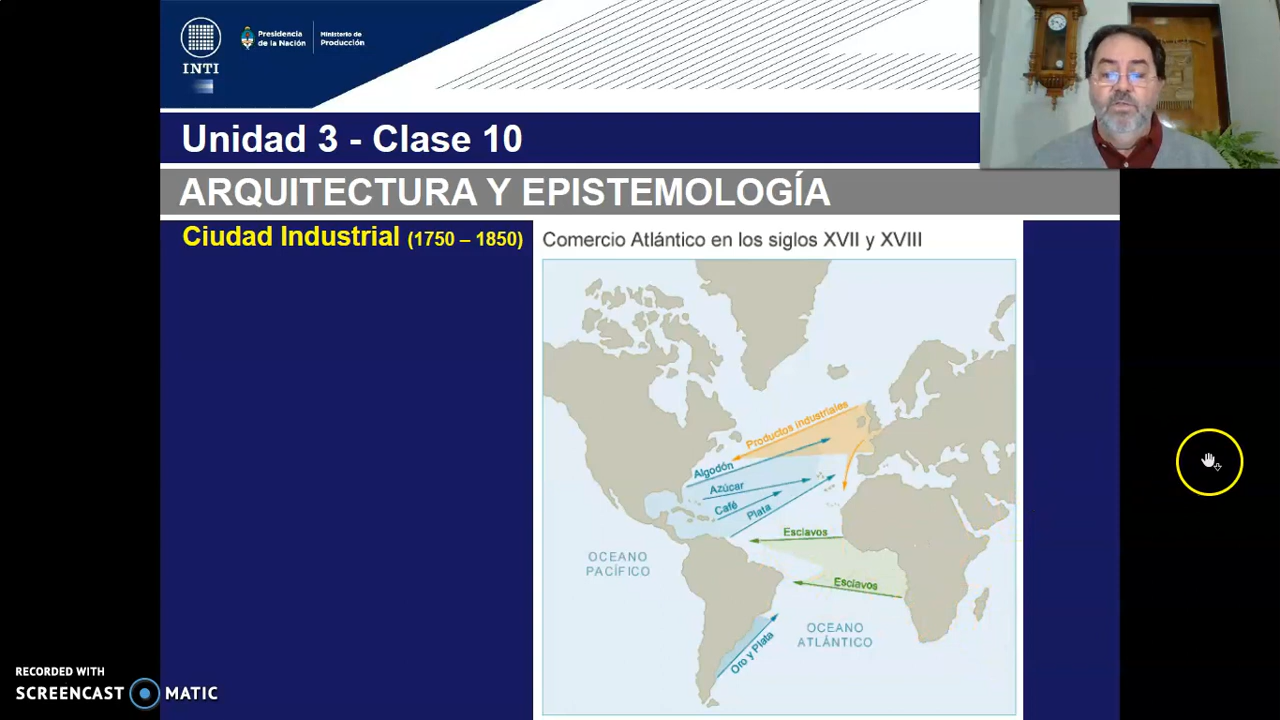 INTI
Presidencia
de la Nación
Ministerio de
Producción
Unidad 3 - Clase 10
ARQUITECTURA Y EPISTEMOLOGÍA
Ciudad Industrial (1750 – 1850)
Comercio Atlántico en los siglos XVII y XVIII
Productos industriales
Algodón
Azúcar
Café
Plata
Esclavos
OCEANO
PACÍFICO
Esclavos
OCEANO
ATLÁNTICO
Oro y Plata
RECORDED WITH
SCREENCAST MATIC